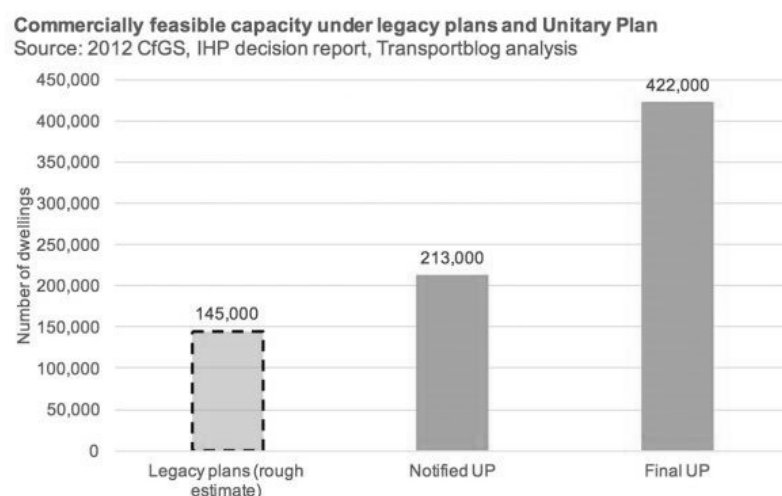 Commercially feasible capacity under legacy plans and Unitary Plan
Source: 2012 CfGS, IHP decision report, Transportblog analysis
450,000
422,000
400,000
350,000
300,000
250,000
213,000
200,000
145,000
150,000
100,000
50,000
0
Number of dwellings
Legacy plans (rough
estimate)
Notified UP
Final UP